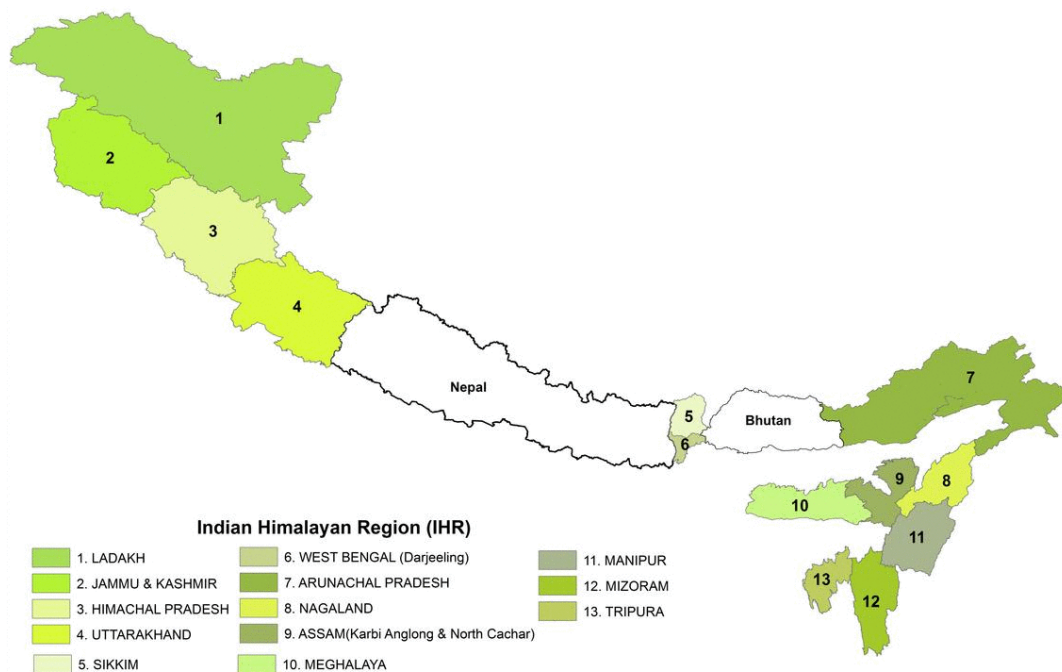 1
2
3
4
Nepal
5
6
Bhutan
7
8
9
10
11
12
13
Indian Himalayan Region (IHR)
1. LADAKH
2. JAMMU & KASHMIR
3. HIMACHAL PRADESH
4. UTTARAKHAND
5. SIKKIM
6. WEST BENGAL (Darjeeling)
7. ARUNACHAL PRADESH
8. NAGALAND
9. ASSAM(Karbi Anglong & North Cachar)
10. MEGHALAYA
11. MANIPUR
12. MIZORAM
13. TRIPURA